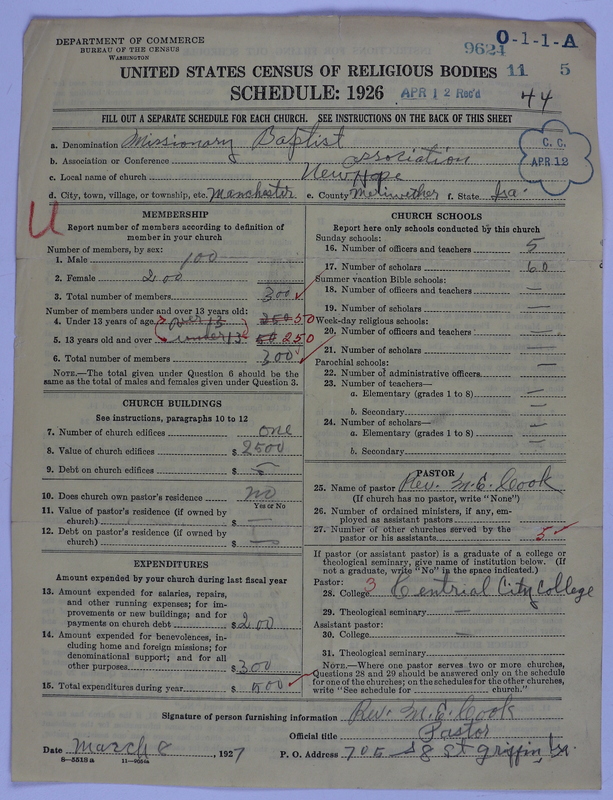 DEPARTMENT OF COMMERCE
BUREAU OF THE CENSUS
WASHINGTON
9624
O-1-1-A
11 5
UNITED STATES CENSUS OF RELIGIOUS BODIES
SCHEDULE: 1926
APR 12 Rec'd
44
FILL OUT A SEPARATE SCHEDULE FOR EACH CHURCH. SEE INSTRUCTIONS ON THE BACK OF THIS SHEET
C. C.
APR. 12
a. Denomination Missionary Baptist
b. Association or Conference association
c. Local name of church New Hope
d. City, town, village, or township, etc. Manchester e. County Meriwether f. State Ga.
U
MEMBERSHIP
Report number of members according to definition of
member in your church
Number of members, by sex:
1. Male 100
2. Female 200
3. Total number of members 300
Number of members under and over 13 years old:
4. Under 13 years of age over 13 250 50
5. 13 years old and over under 13 50 250
6. Total number of members 300
NOTE.—The total given under Question 6 should be
same as the total of males and females given under Question 3.
CHURCH BUILDINGS
See instructions, paragraphs 10 to 12
7. Number of church edifices one
8. Value of church edifices $ 2500
9. Debt on church edifices $ —
10. Does church own pastor's residence no
Yes or No
11. Value of pastor's residence (if owned by
church) $ —
12. Debt on pastor's residence (if owned by
church) $ —
EXPENDITURES
Amount expended by church during last fiscal year
13. Amount expended for salaries, repairs,
and other running expenses; for im-
provements or new buildings; and for
payments on church debt $ 200
14. Amount expended for benevolences, in-
cluding home and foreign missions; for
denominational support; and for all
other purposes $ 300
15. Total expenditures during year $ 500
CHURCH SCHOOLS
Report here only schools conducted by this church
Sunday schools:
16. Number of officers and teachers 5
17. Number of scholars 60
Summer vacation Bible schools:
18. Number of officers and teachers —
19. Number of scholars —
Week-day religious schools:
20. Number of officers and teachers —
21. Number of scholars —
Parochial schools:
22. Number of administrative officers —
23. Number of teachers—
a. Elementary (grades 1 to 8) —
b. Secondary —
24. Number of scholars—
a. Elementary (grades 1 to 8) —
b. Secondary —
PASTOR
25. Name of pastor Rev. M. E. Cook
(If church has no pastor, write "None")
26. Number of ordained ministers, if any, em-
ployed as assistant pastors
27. Number of other churches served by the
pastor or his assistants 5
If pastor (or assistant pastor) is a graduate of a college or
theological seminary, give name of institution below. (If
not a graduate, write "No" in the space indicated.)
Pastor:
28. College 3 Centrial City College
29. Theological seminary —
Assistant pastor:
30. College —
31. Theological seminary
NOTE.—Where one pastor serves two or more churches,
Questions 28 and 29 should be answered only on the schedule
for one of the churches; on the schedules for the other churches,
write "See schedule for church."
Signature of person furnishing information Rev. M. E. Cook
Official title Pastor
Date March 8, 1927 P. O. Address 705 S 8 St Griffin, Ga.
8—5513 a 11—9054a